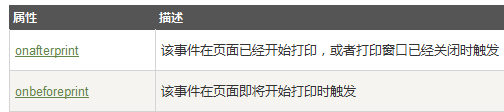 属性 描述
onafterprint 该事件在页面已经开始打印，或者打印窗口已经关闭时触发
onbeforeprint 该事件在页面即将开始打印时触发